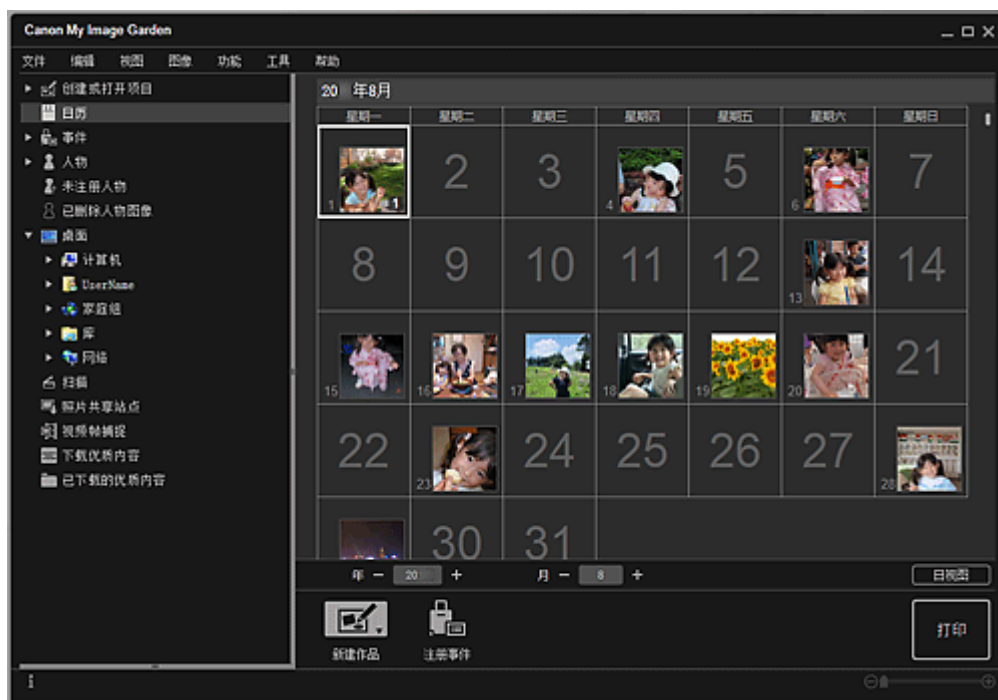 Canon My Image Garden
文件 编辑 视图 图像 功能 工具 帮助
创建或打开项目
日历
事件
人物
未注册人物
已删除人物图像
桌面
计算机
UserName
家庭组
库
网络
扫描
照片共享站点
视频帧捕捉
下载优质内容
已下载的优质内容
20 年8月
星期一 星期二 星期三 星期四 星期五 星期六 星期日
1 1 2 3 4 5 6 7
8 9 10 11 12 13 14
15 16 17 18 19 20 21
22 23 24 25 26 27 28
30 31
年 − 20 + 月 − 8 + 日视图
新建作品 注册事件 打印